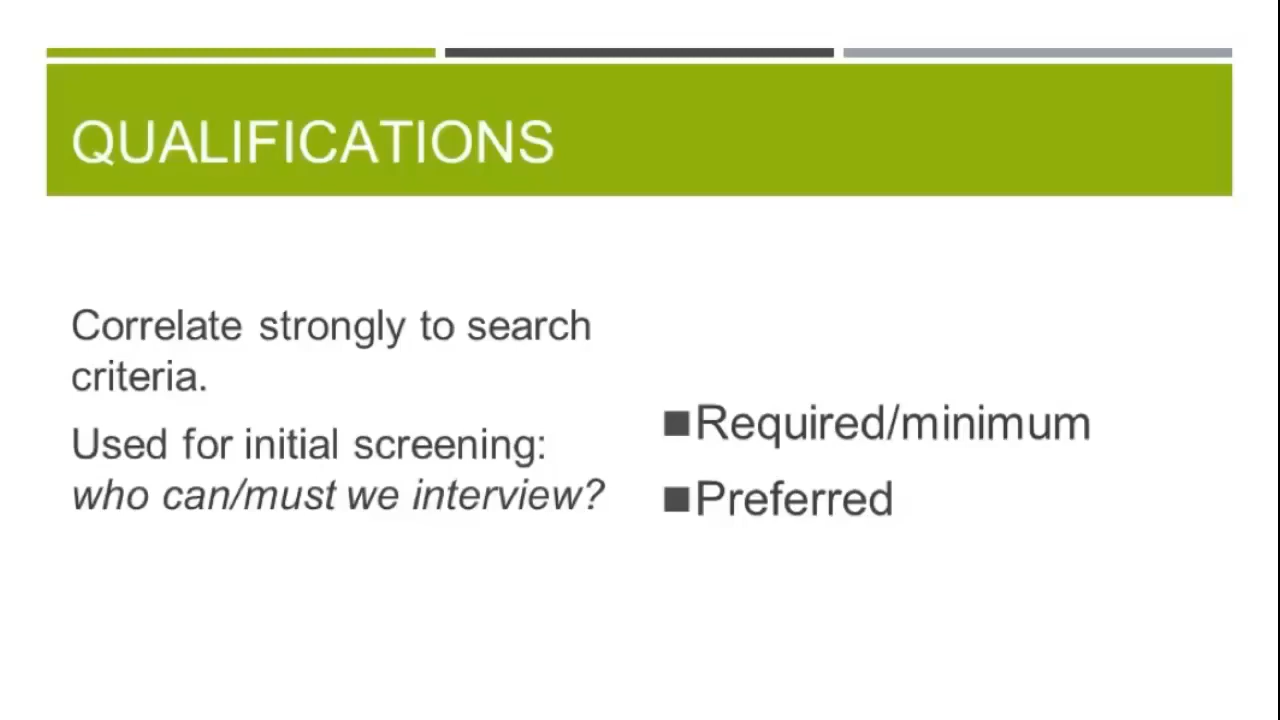 QUALIFICATIONS
Correlate strongly to search
criteria.
Used for initial screening:
who can/must we interview?
■Required/minimum
■Preferred